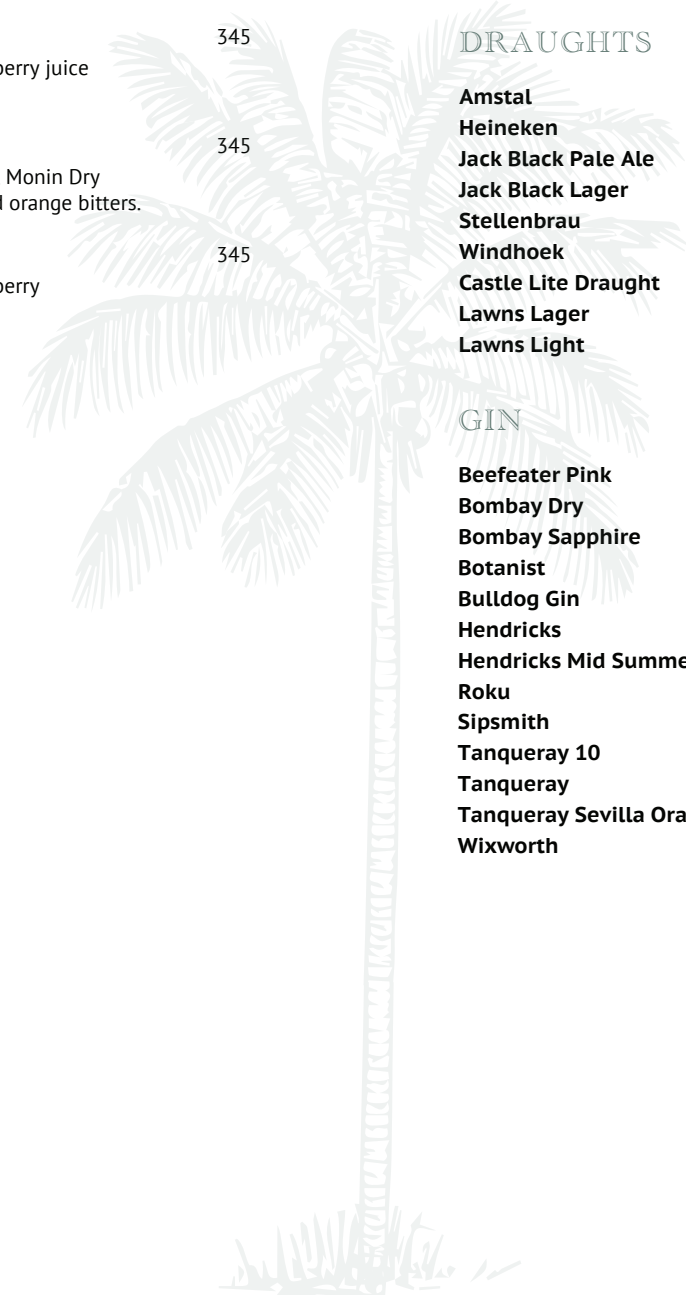 345
berry juice
345
Monin Dry
orange bitters.
345
berry
DRAUGHTS
Amstal
Heineken
Jack Black Pale Ale
Jack Black Lager
Stellenbrau
Windhoek
Castle Lite Draught
Lawns Lager
Lawns Light
GIN
Beefeater Pink
Bombay Dry
Bombay Sapphire
Botanist
Bulldog Gin
Hendricks
Hendricks Mid Summe
Roku
Sipsmith
Tanqueray 10
Tanqueray
Tanqueray Sevilla Ora
Wixworth